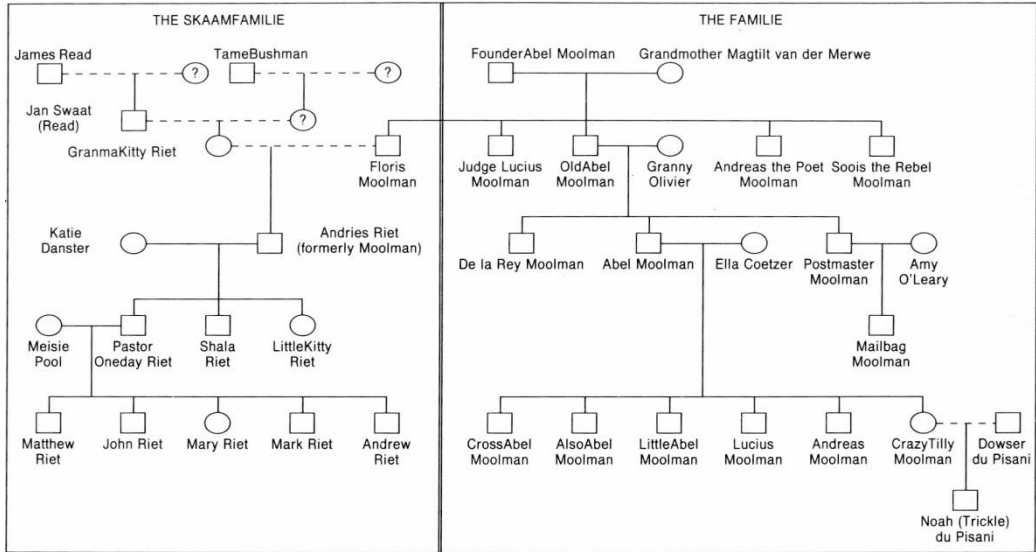 THE SKAAMFAMILIE
James Read
TameBushman
?
?
Jan Swaat
(Read)
?
GranmaKitty Riet
Floris
Moolman
Katie
Danster
Andries Riet
(formerly Moolman)
Meisie
Pool
Pastor
Oneday Riet
Shala
Riet
LittleKitty
Riet
Matthew
Riet
John Riet
Mary Riet
Mark Riet
Andrew
Riet
THE FAMILIE
FounderAbel Moolman
Grandmother Magtilt van der Merwe
Judge Lucius
Moolman
OldAbel
Moolman
Granny
Olivier
Andreas the Poet
Moolman
Soois the Rebel
Moolman
De la Rey Moolman
Abel Moolman
Ella Coetzer
Postmaster
Moolman
Amy
O'Leary
Mailbag
Moolman
CrossAbel
Moolman
AlsoAbel
Moolman
LittleAbel
Moolman
Lucius
Moolman
Andreas
Moolman
CrazyTilly
Moolman
Dowser
du Pisani
Noah (Trickle)
du Pisani